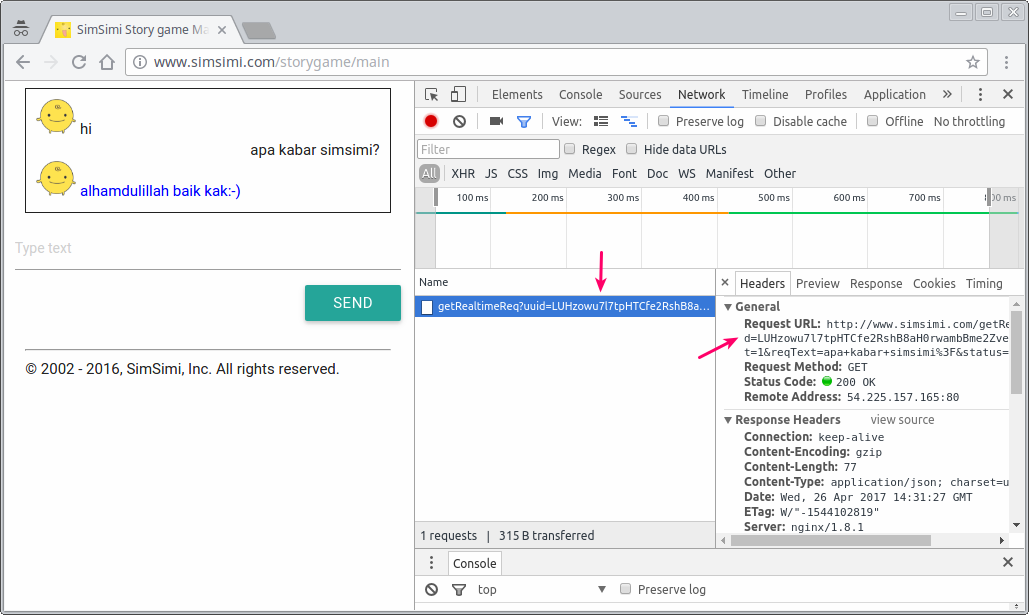 SimSimi Story game Ma
www.simsimi.com/storygame/main
hi
apa kabar simsimi?
alhamdulillah baik kak:-)
Type text
SEND
© 2002 - 2016, SimSimi, Inc. All rights reserved.
Elements Console Sources Network Timeline Profiles Application »
View: Preserve log Disable cache Offline No throttling
Filter Regex Hide data URLs
All XHR JS CSS Img Media Font Doc WS Manifest Other
100 ms 200 ms 300 ms 400 ms 500 ms 600 ms 700 ms 00 ms
Name
getRealtimeReq?uuid=LUHzowu7l7tpHTCfe2RshB8a...
1 requests | 315 B transferred
Headers Preview Response Cookies Timing
General
Request URL: http://www.simsimi.com/getRe
d=LUHzowu7l7tpHTCfe2RshB8aH0rwambBme2Zve
t=1&reqText=apa+kabar+simsimi%3F&status=
Request Method: GET
Status Code: 200 OK
Remote Address: 54.225.157.165:80
Response Headers view source
Connection: keep-alive
Content-Encoding: gzip
Content-Length: 77
Content-Type: application/json; charset=u
Date: Wed, 26 Apr 2017 14:31:27 GMT
ETag: W/"-1544102819"
Server: nginx/1.8.1
Console
top Preserve log